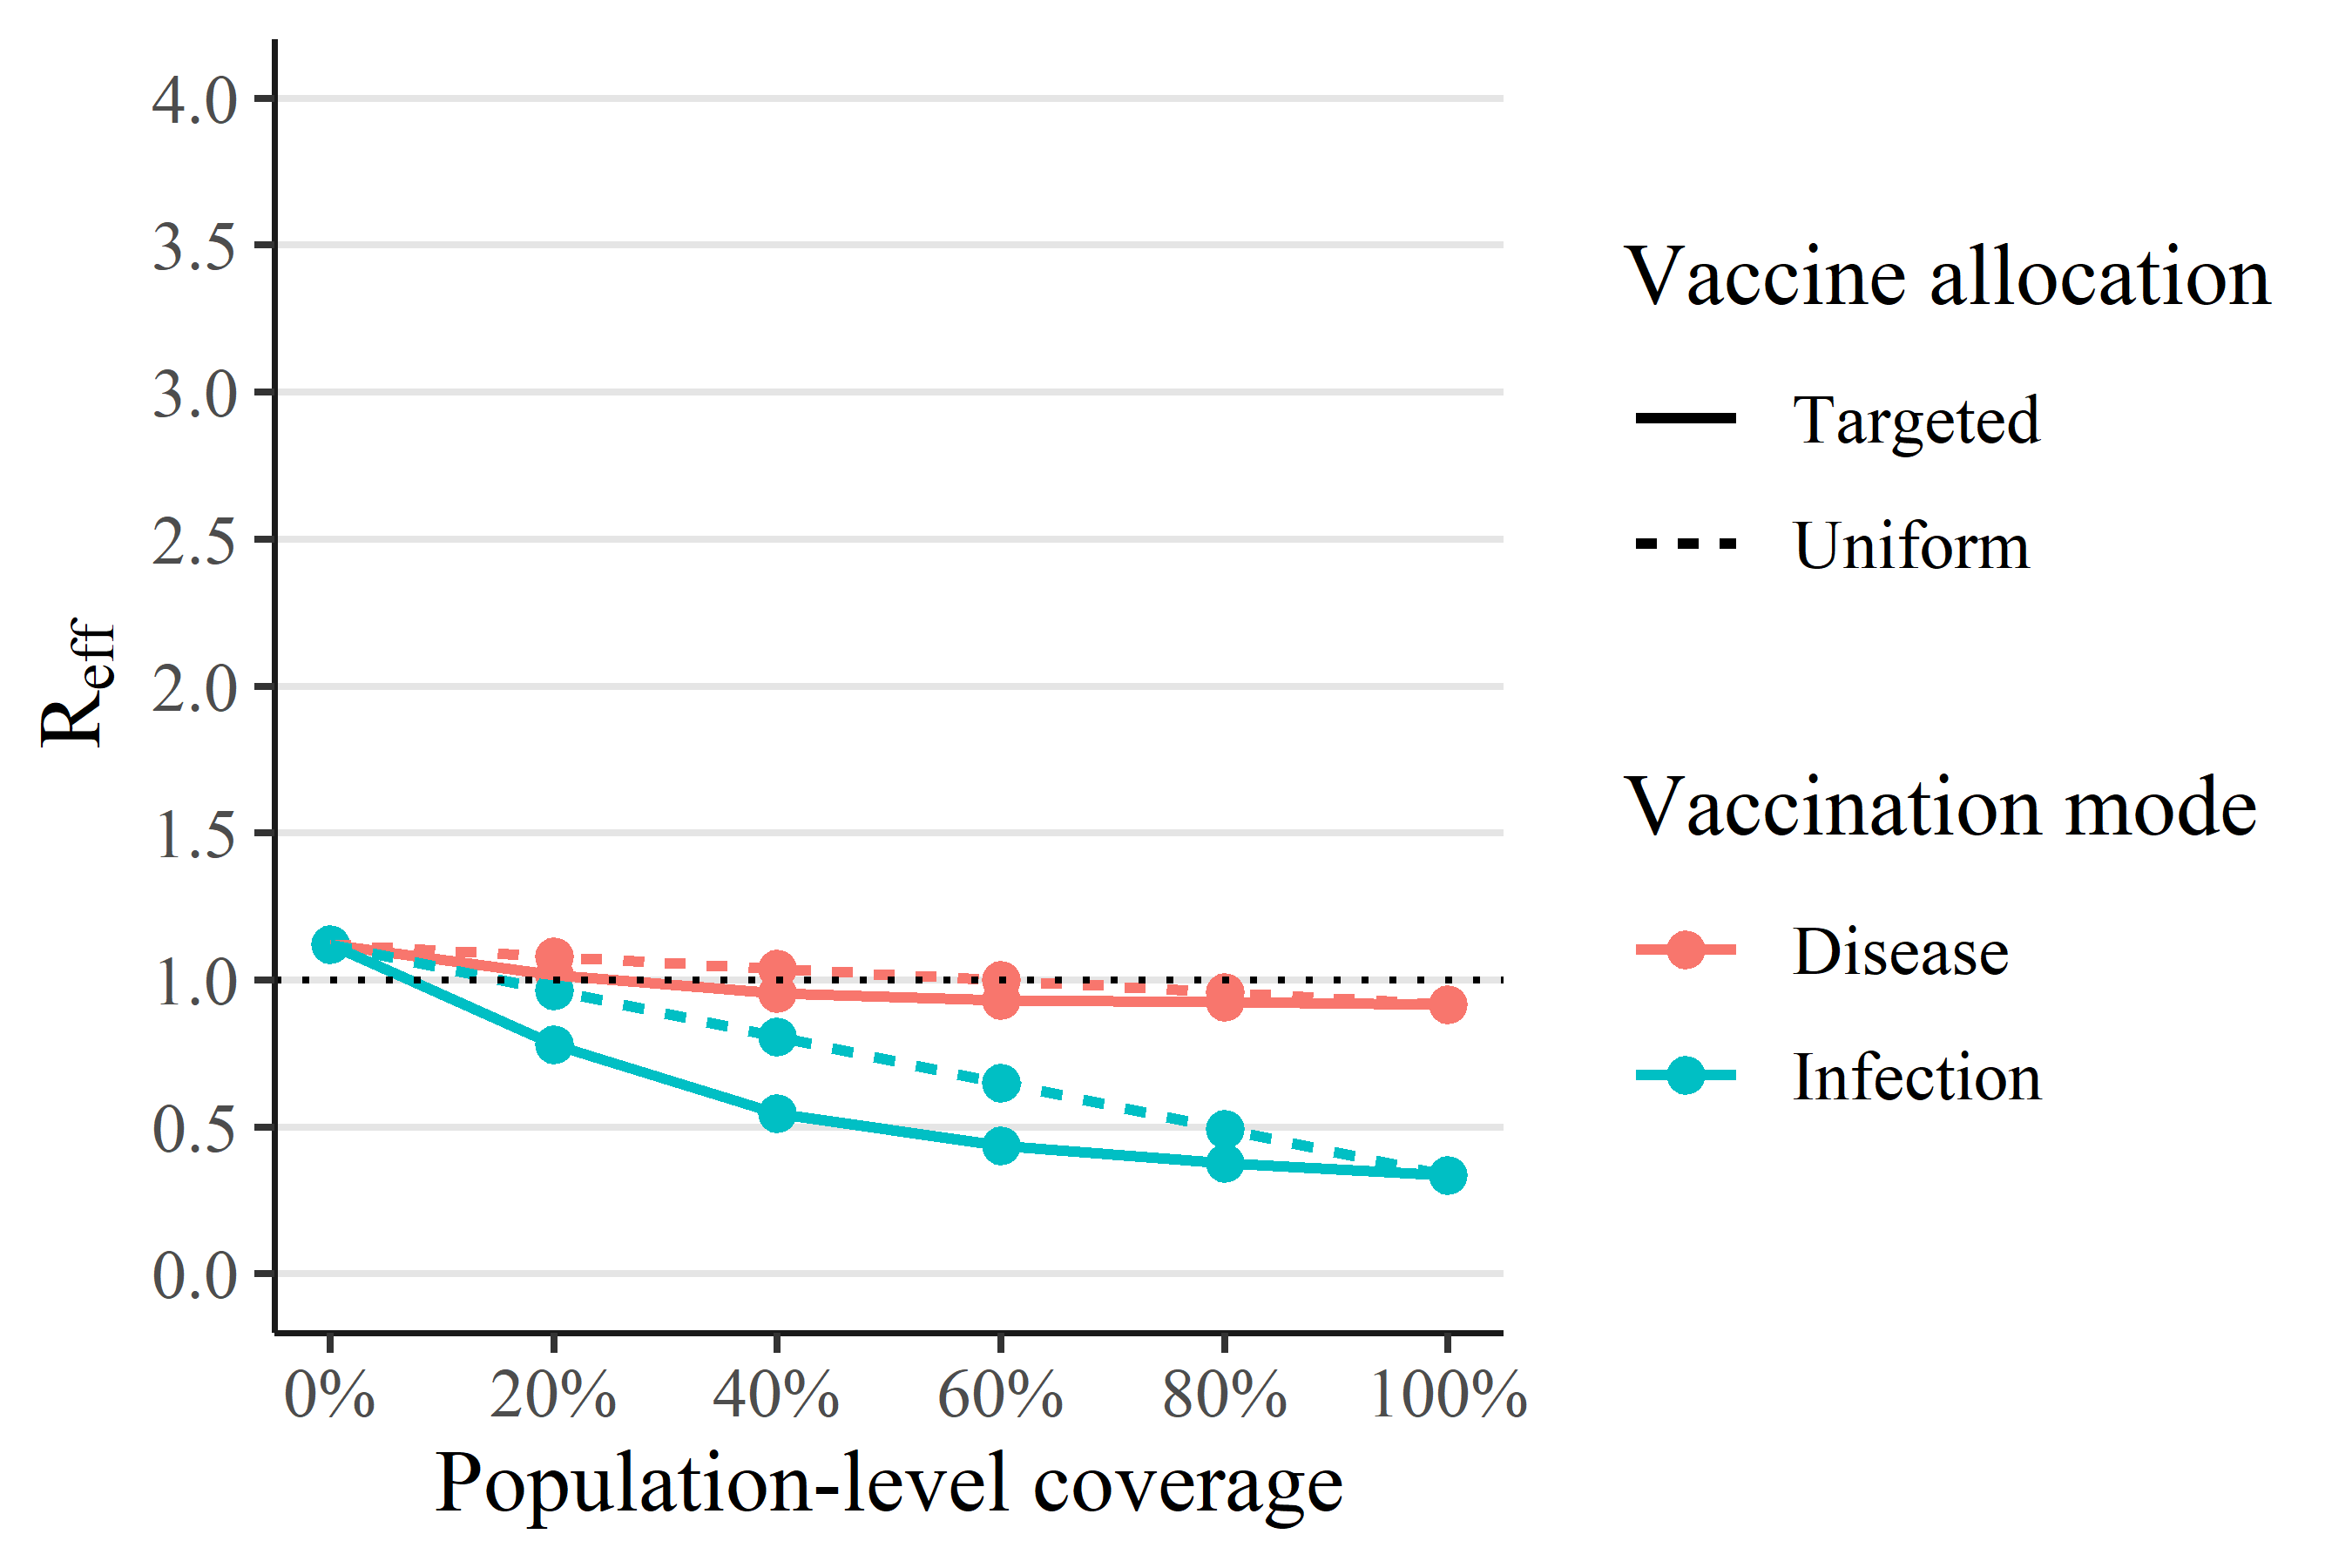 4.0
3.5
3.0
2.5
2.0
1.5
1.0
0.5
0.0
Reff
0% 20% 40% 60% 80% 100%
Population-level coverage
Vaccine allocation
Targeted
Uniform
Vaccination mode
Disease
Infection